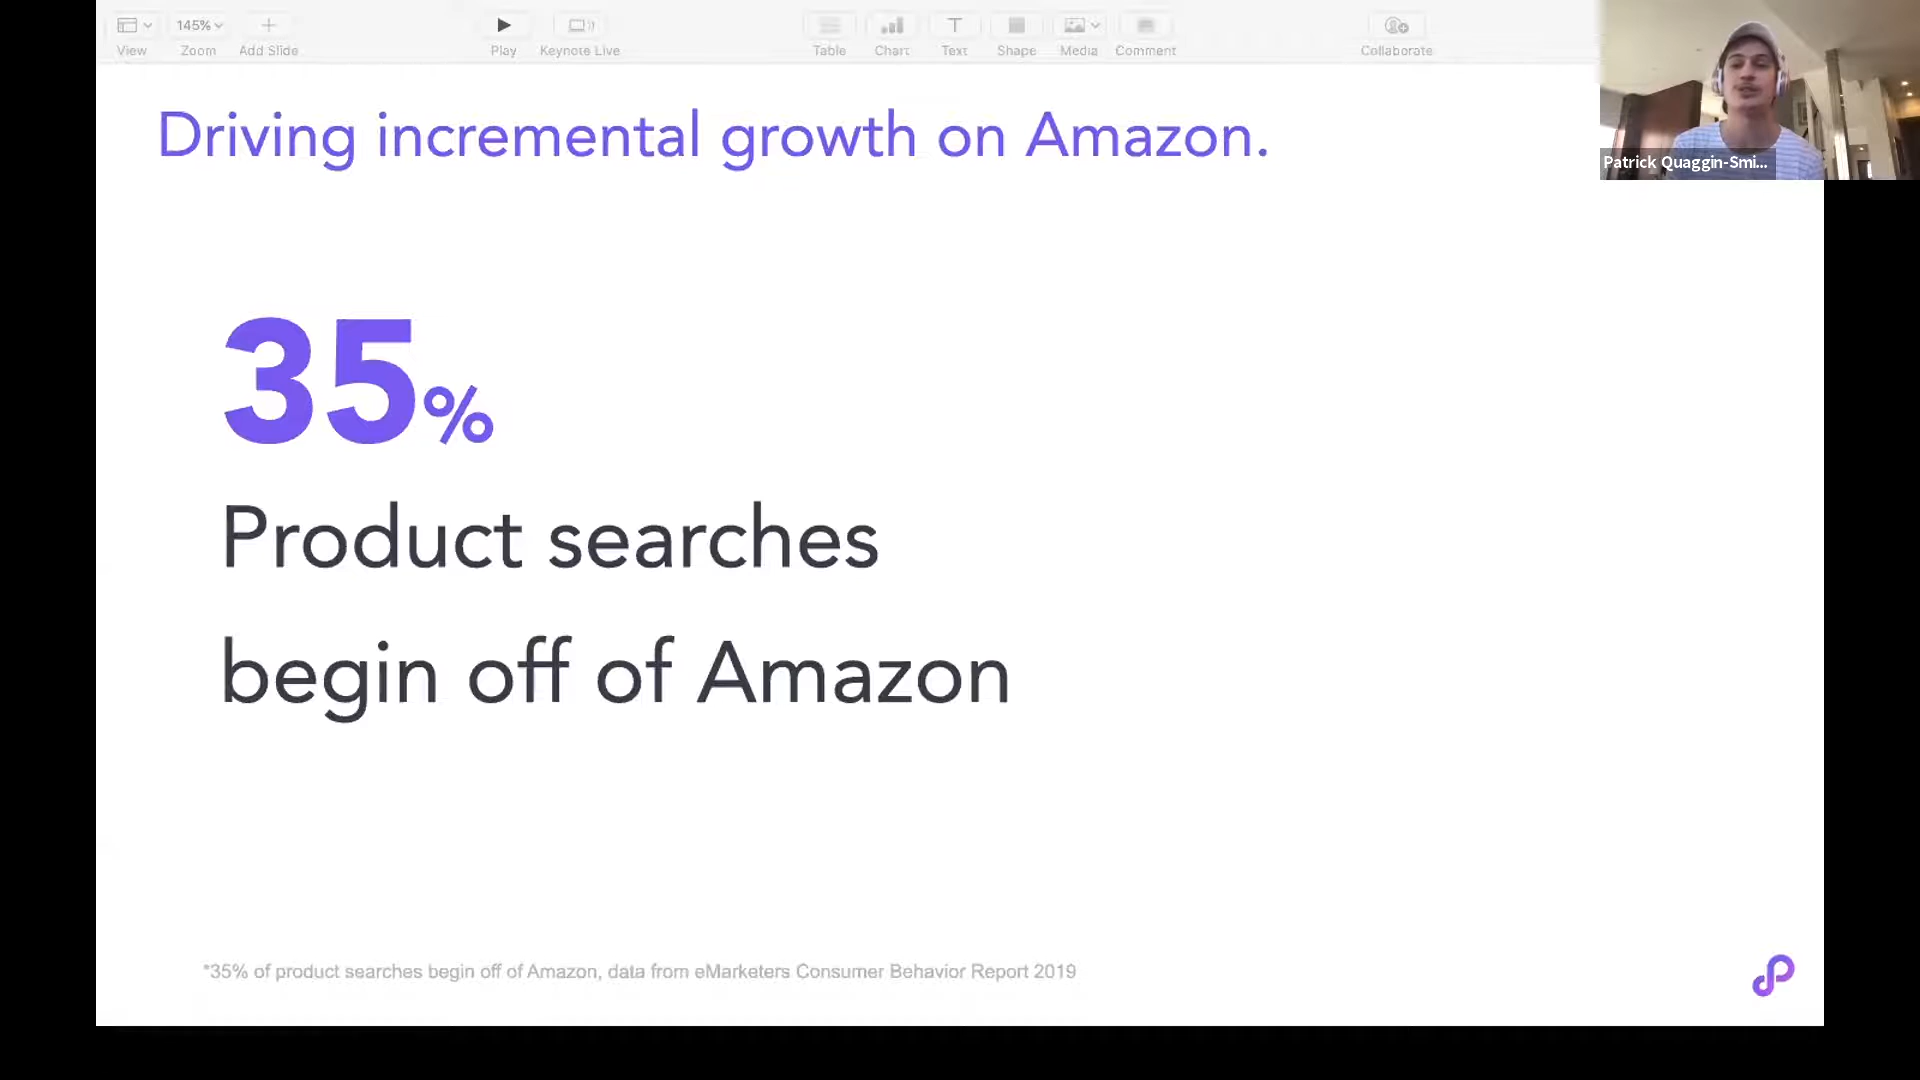 145%
View
Zoom
Add Slide
Play
Keynote Live
Table
Chart
Text
Shape
Media
Comment
Collaborate
Patrick Quaggin-Smi...
Driving incremental growth on Amazon.
35%
Product searches
begin off of Amazon
*35% of product searches begin off of Amazon, data from eMarketers Consumer Behavior Report 2019